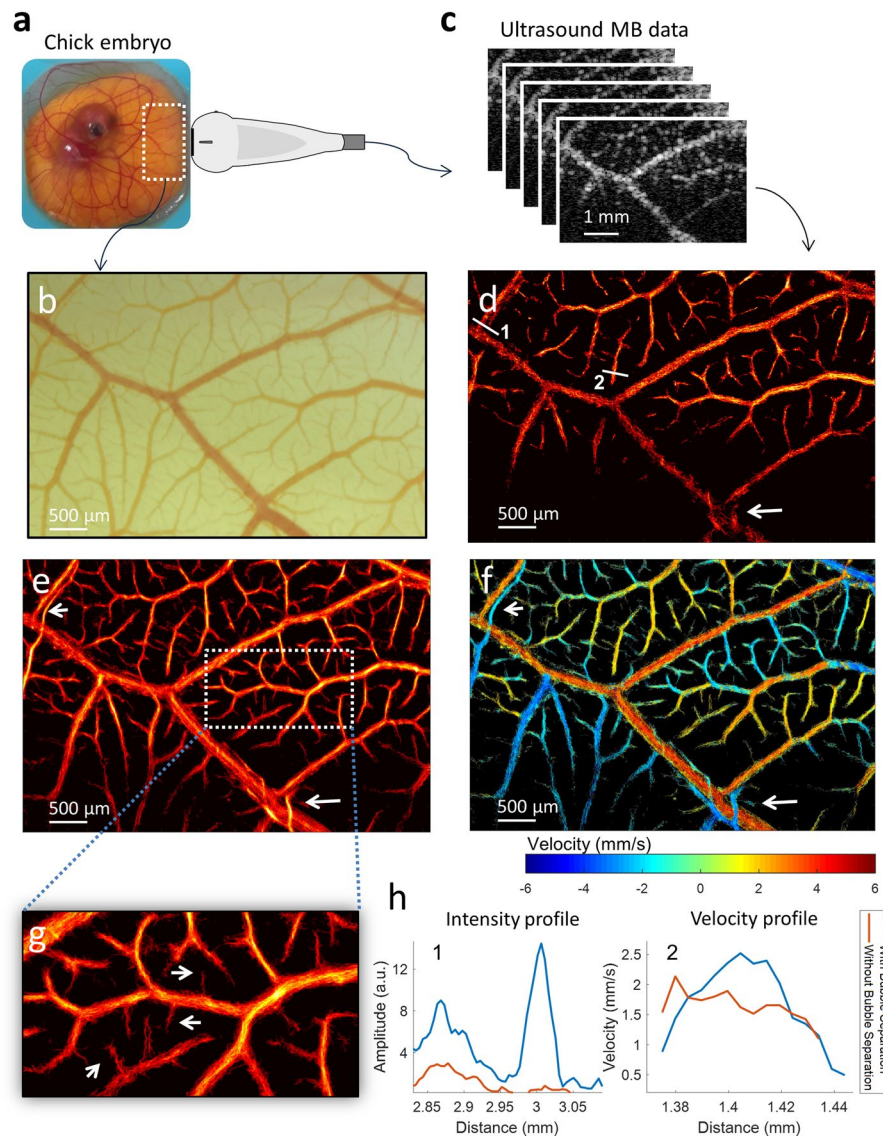 a
Chick embryo
c
Ultrasound MB data
1 mm
b
500 µm
d
1
2
500 µm
e
500 µm
f
500 µm
Velocity (mm/s)
-6 -4 -2 0 2 4 6
g
h
Intensity profile
1
Amplitude (a.u.)
12
8
4
2.85 2.9 2.95 3 3.05
Distance (mm)
Velocity profile
2
Velocity (mm/s)
2.5
2
1.5
1
0.5
1.38 1.4 1.42 1.44
Distance (mm)
Without Bubble Separation